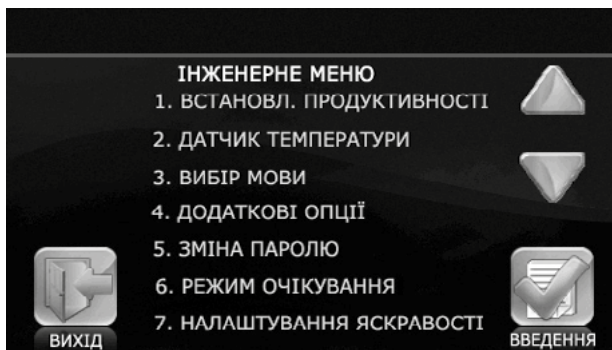 ІНЖЕНЕРНЕ МЕНЮ
1. ВСТАНОВЛ. ПРОДУКТИВНОСТІ
2. ДАТЧИК ТЕМПЕРАТУРИ
3. ВИБІР МОВИ
4. ДОДАТКОВІ ОПЦІЇ
5. ЗМІНА ПАРОЛЮ
6. РЕЖИМ ОЧІКУВАННЯ
7. НАЛАШТУВАННЯ ЯСКРАВОСТІ
ВИХІД
ВВЕДЕННЯ